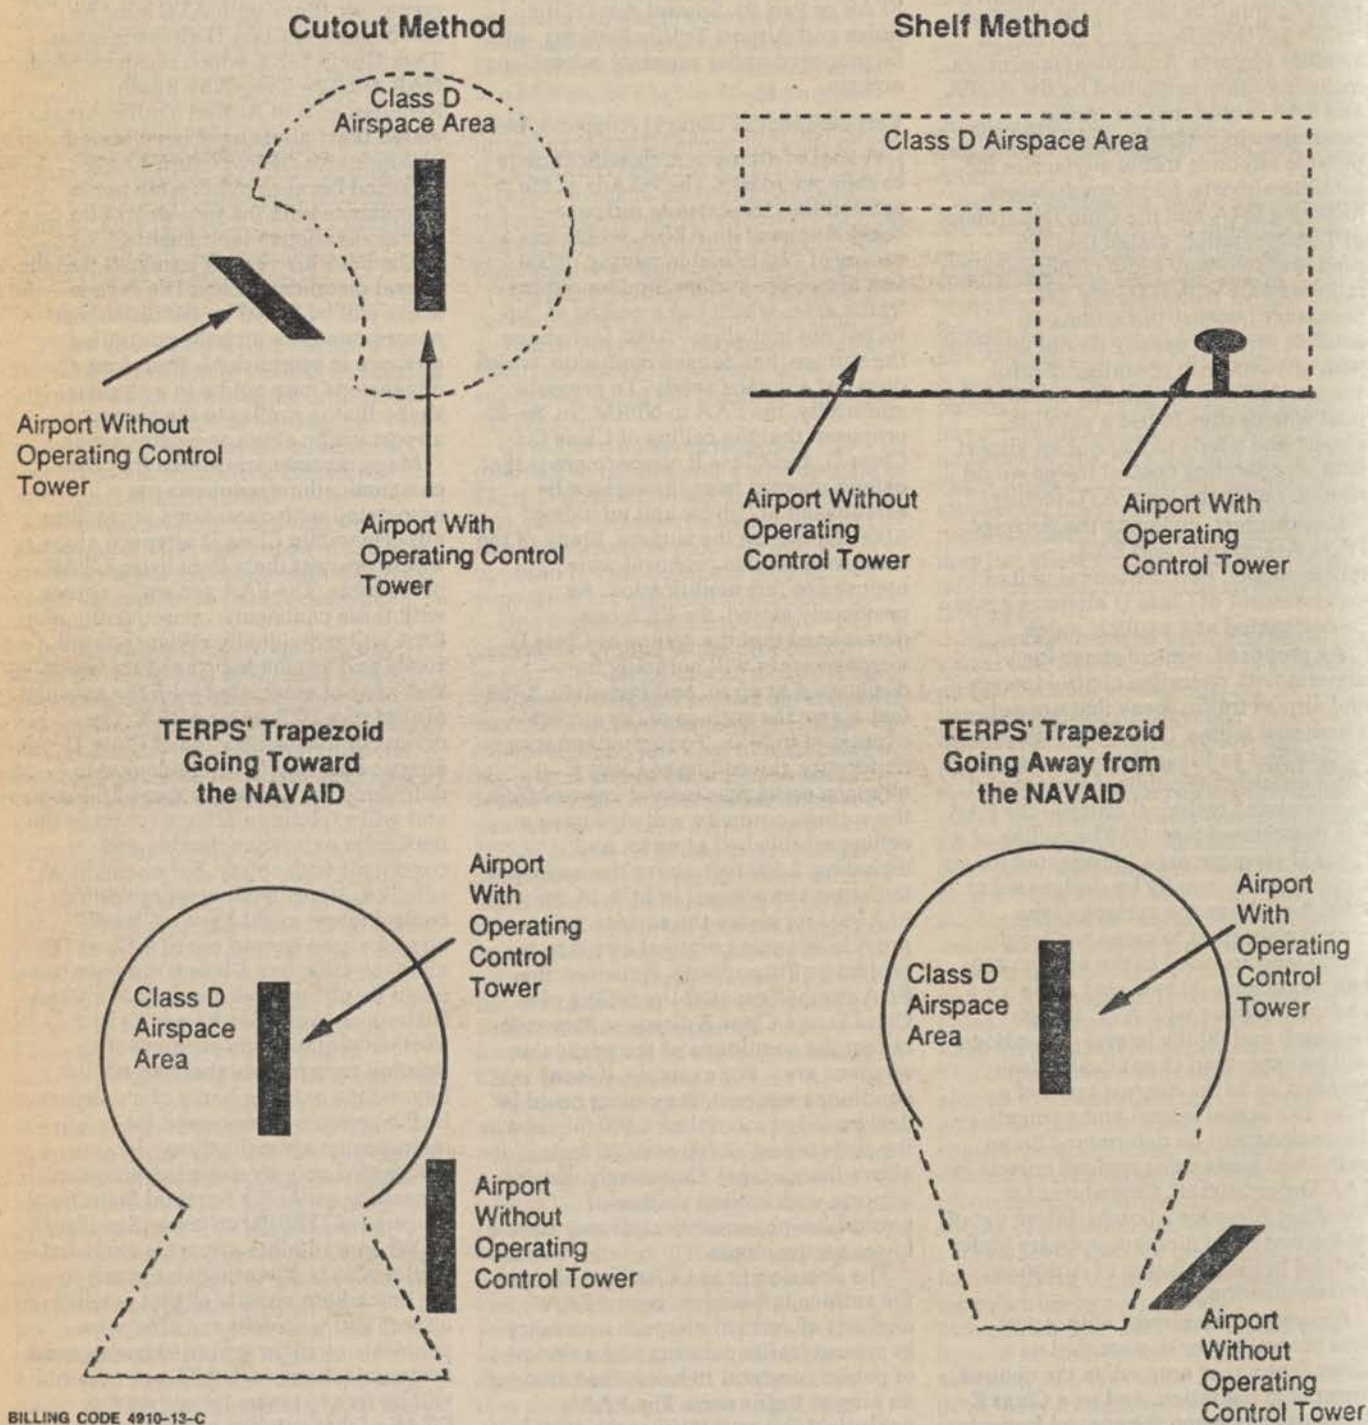 Cutout Method
Class D
Airspace Area
Airport Without
Operating Control
Tower
Airport With
Operating Control
Tower
Shelf Method
Class D Airspace Area
Airport Without
Operating
Control Tower
Airport With
Operating
Control Tower
TERPS' Trapezoid
Going Toward
the NAVAID
Airport
With
Operating
Control
Tower
Class D
Airspace
Area
Airport
Without
Operating
Control Tower
TERPS' Trapezoid
Going Away from
the NAVAID
Airport
With
Operating
Control
Tower
Class D
Airspace
Area
Airport
Without
Operating
Control Tower
BILLING CODE 4910-13-C